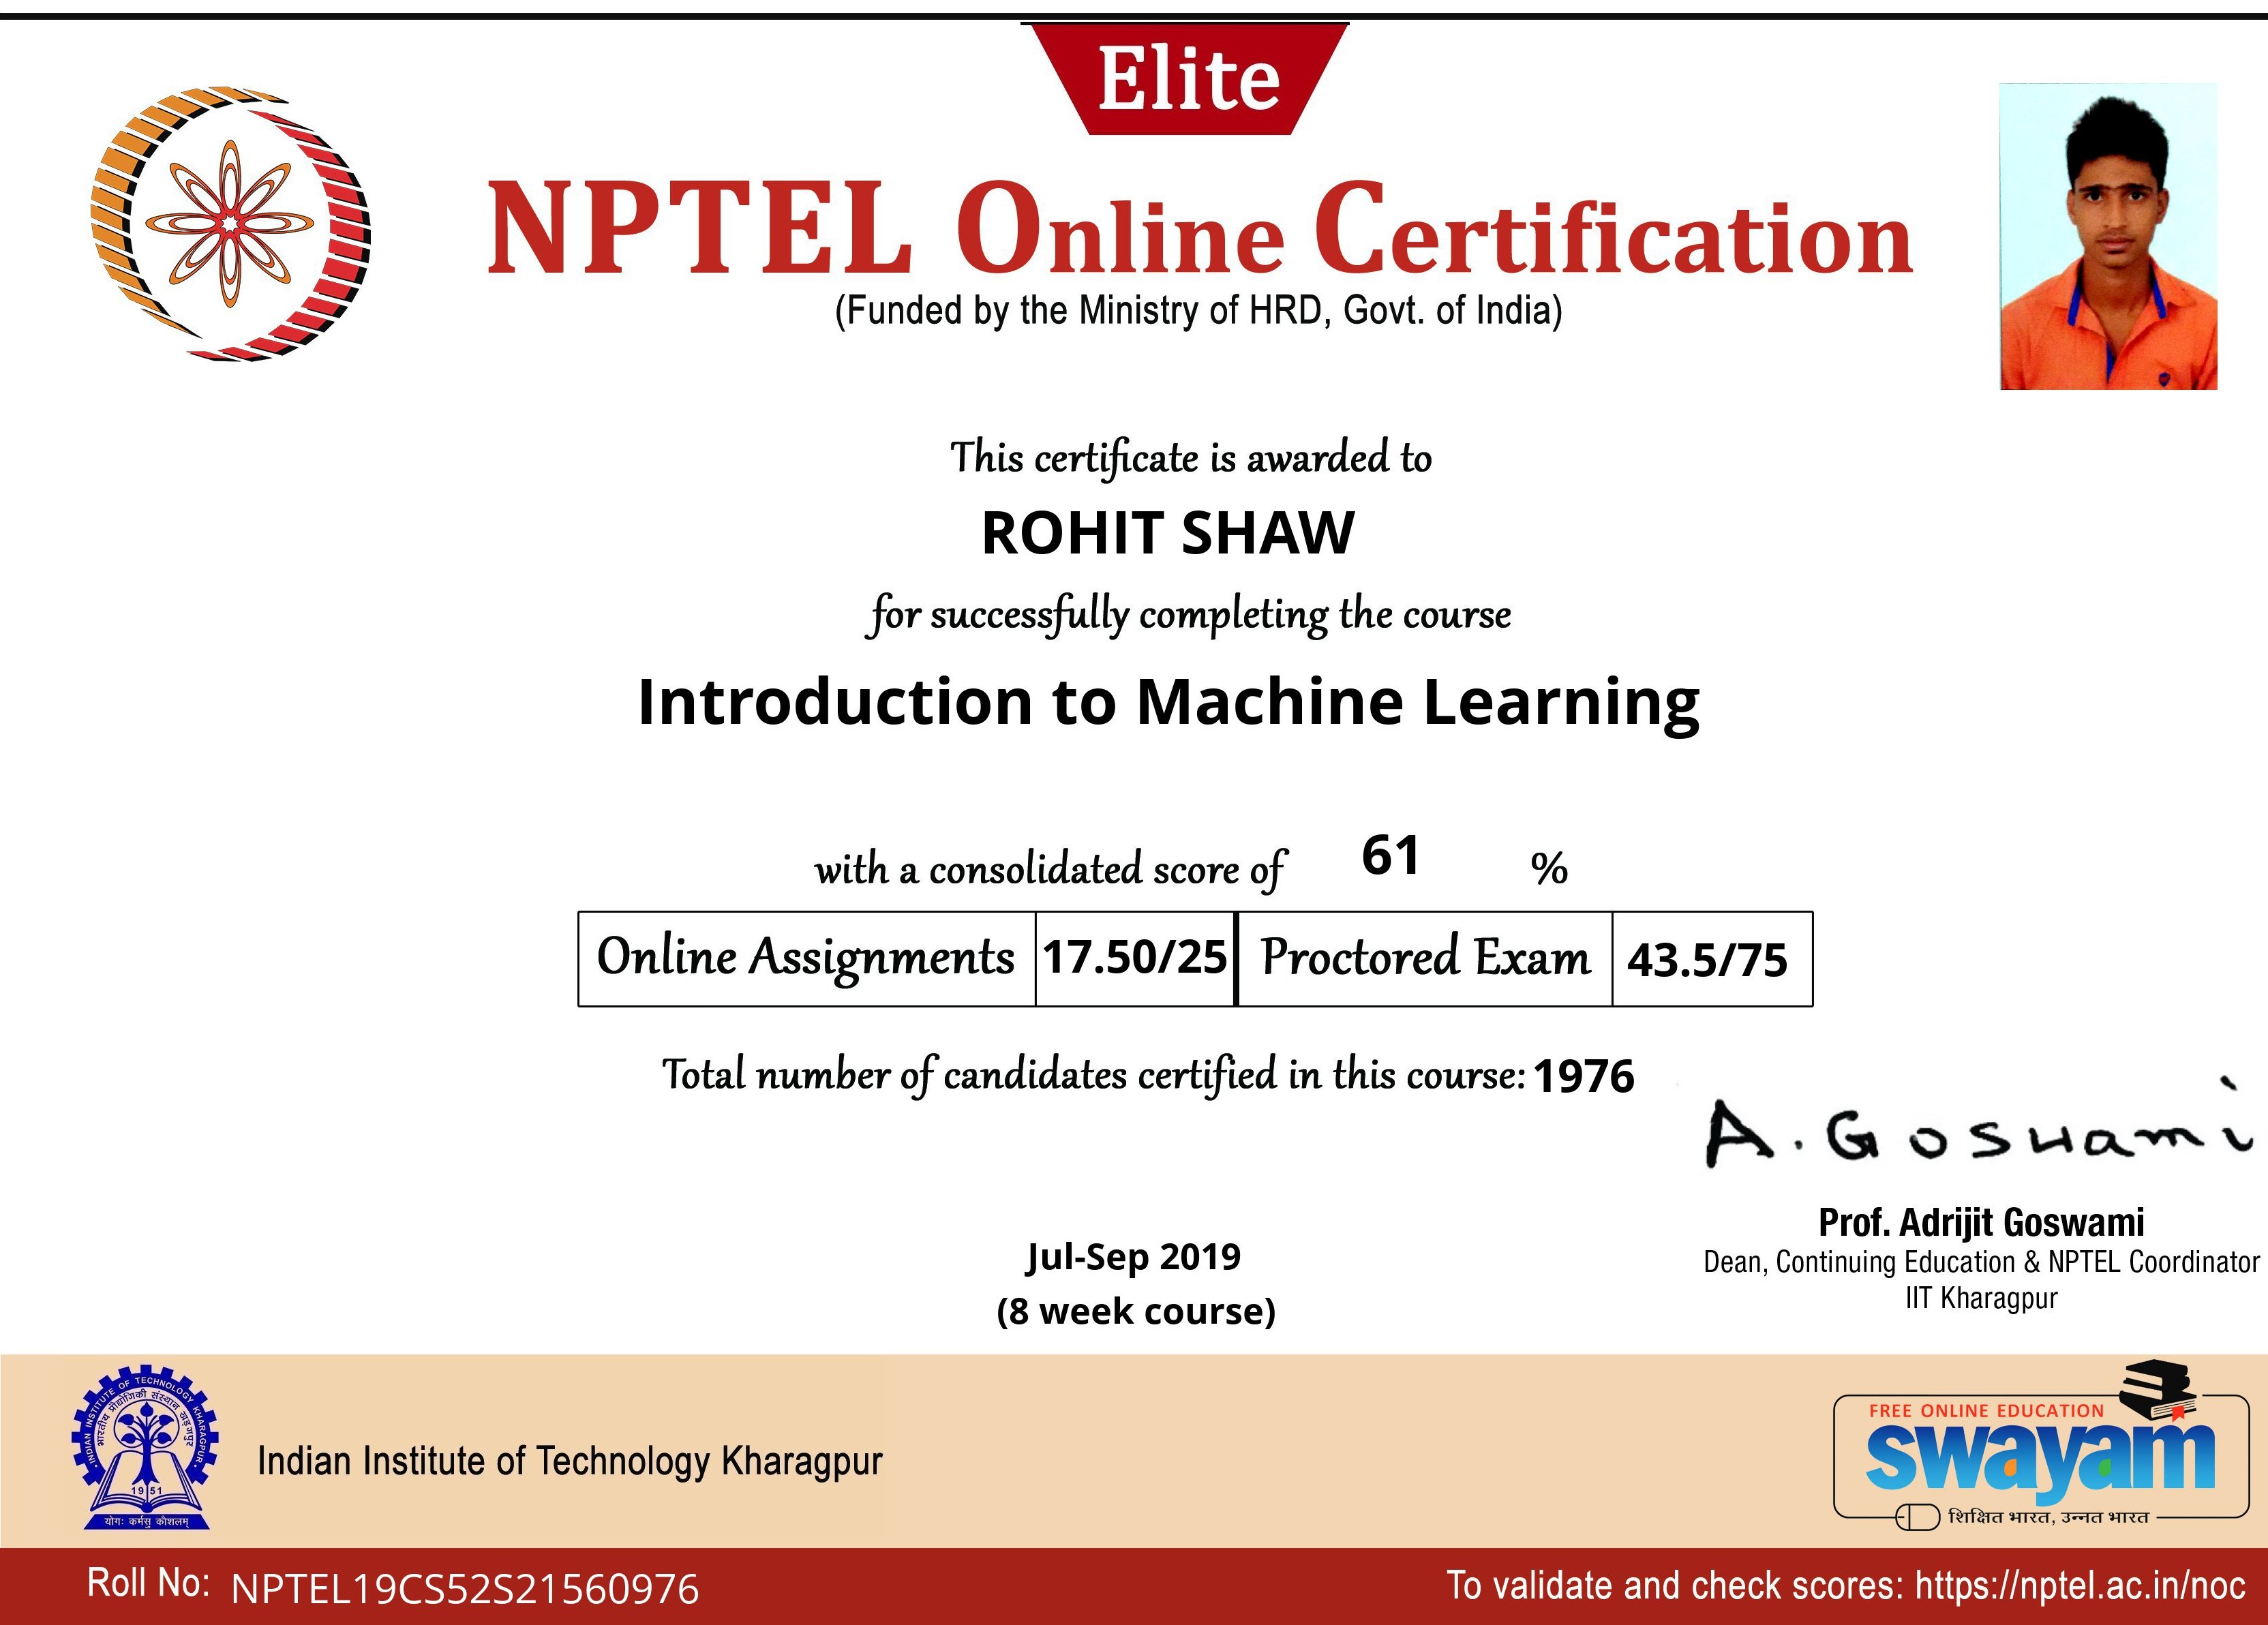 Elite
NPTEL Online Certification
(Funded by the Ministry of HRD, Govt. of India)
This certificate is awarded to
ROHIT SHAW
for successfully completing the course
Introduction to Machine Learning
with a consolidated score of 61 %
Online Assignments 17.50/25 Proctored Exam 43.5/75
Total number of candidates certified in this course: 1976
A. Goswami
Prof. Adrijit Goswami
Dean, Continuing Education & NPTEL Coordinator
IIT Kharagpur
Jul-Sep 2019
(8 week course)
INDIAN INSTITUTE OF TECHNOLOGY KHARAGPUR
भारतीय प्रौद्योगिकी संस्थान खड़गपुर
1951
योगः कर्मसु कौशलम्
Indian Institute of Technology Kharagpur
FREE ONLINE EDUCATION
swayam
शिक्षित भारत, उन्नत भारत
Roll No: NPTEL19CS52S21560976
To validate and check scores: https://nptel.ac.in/noc